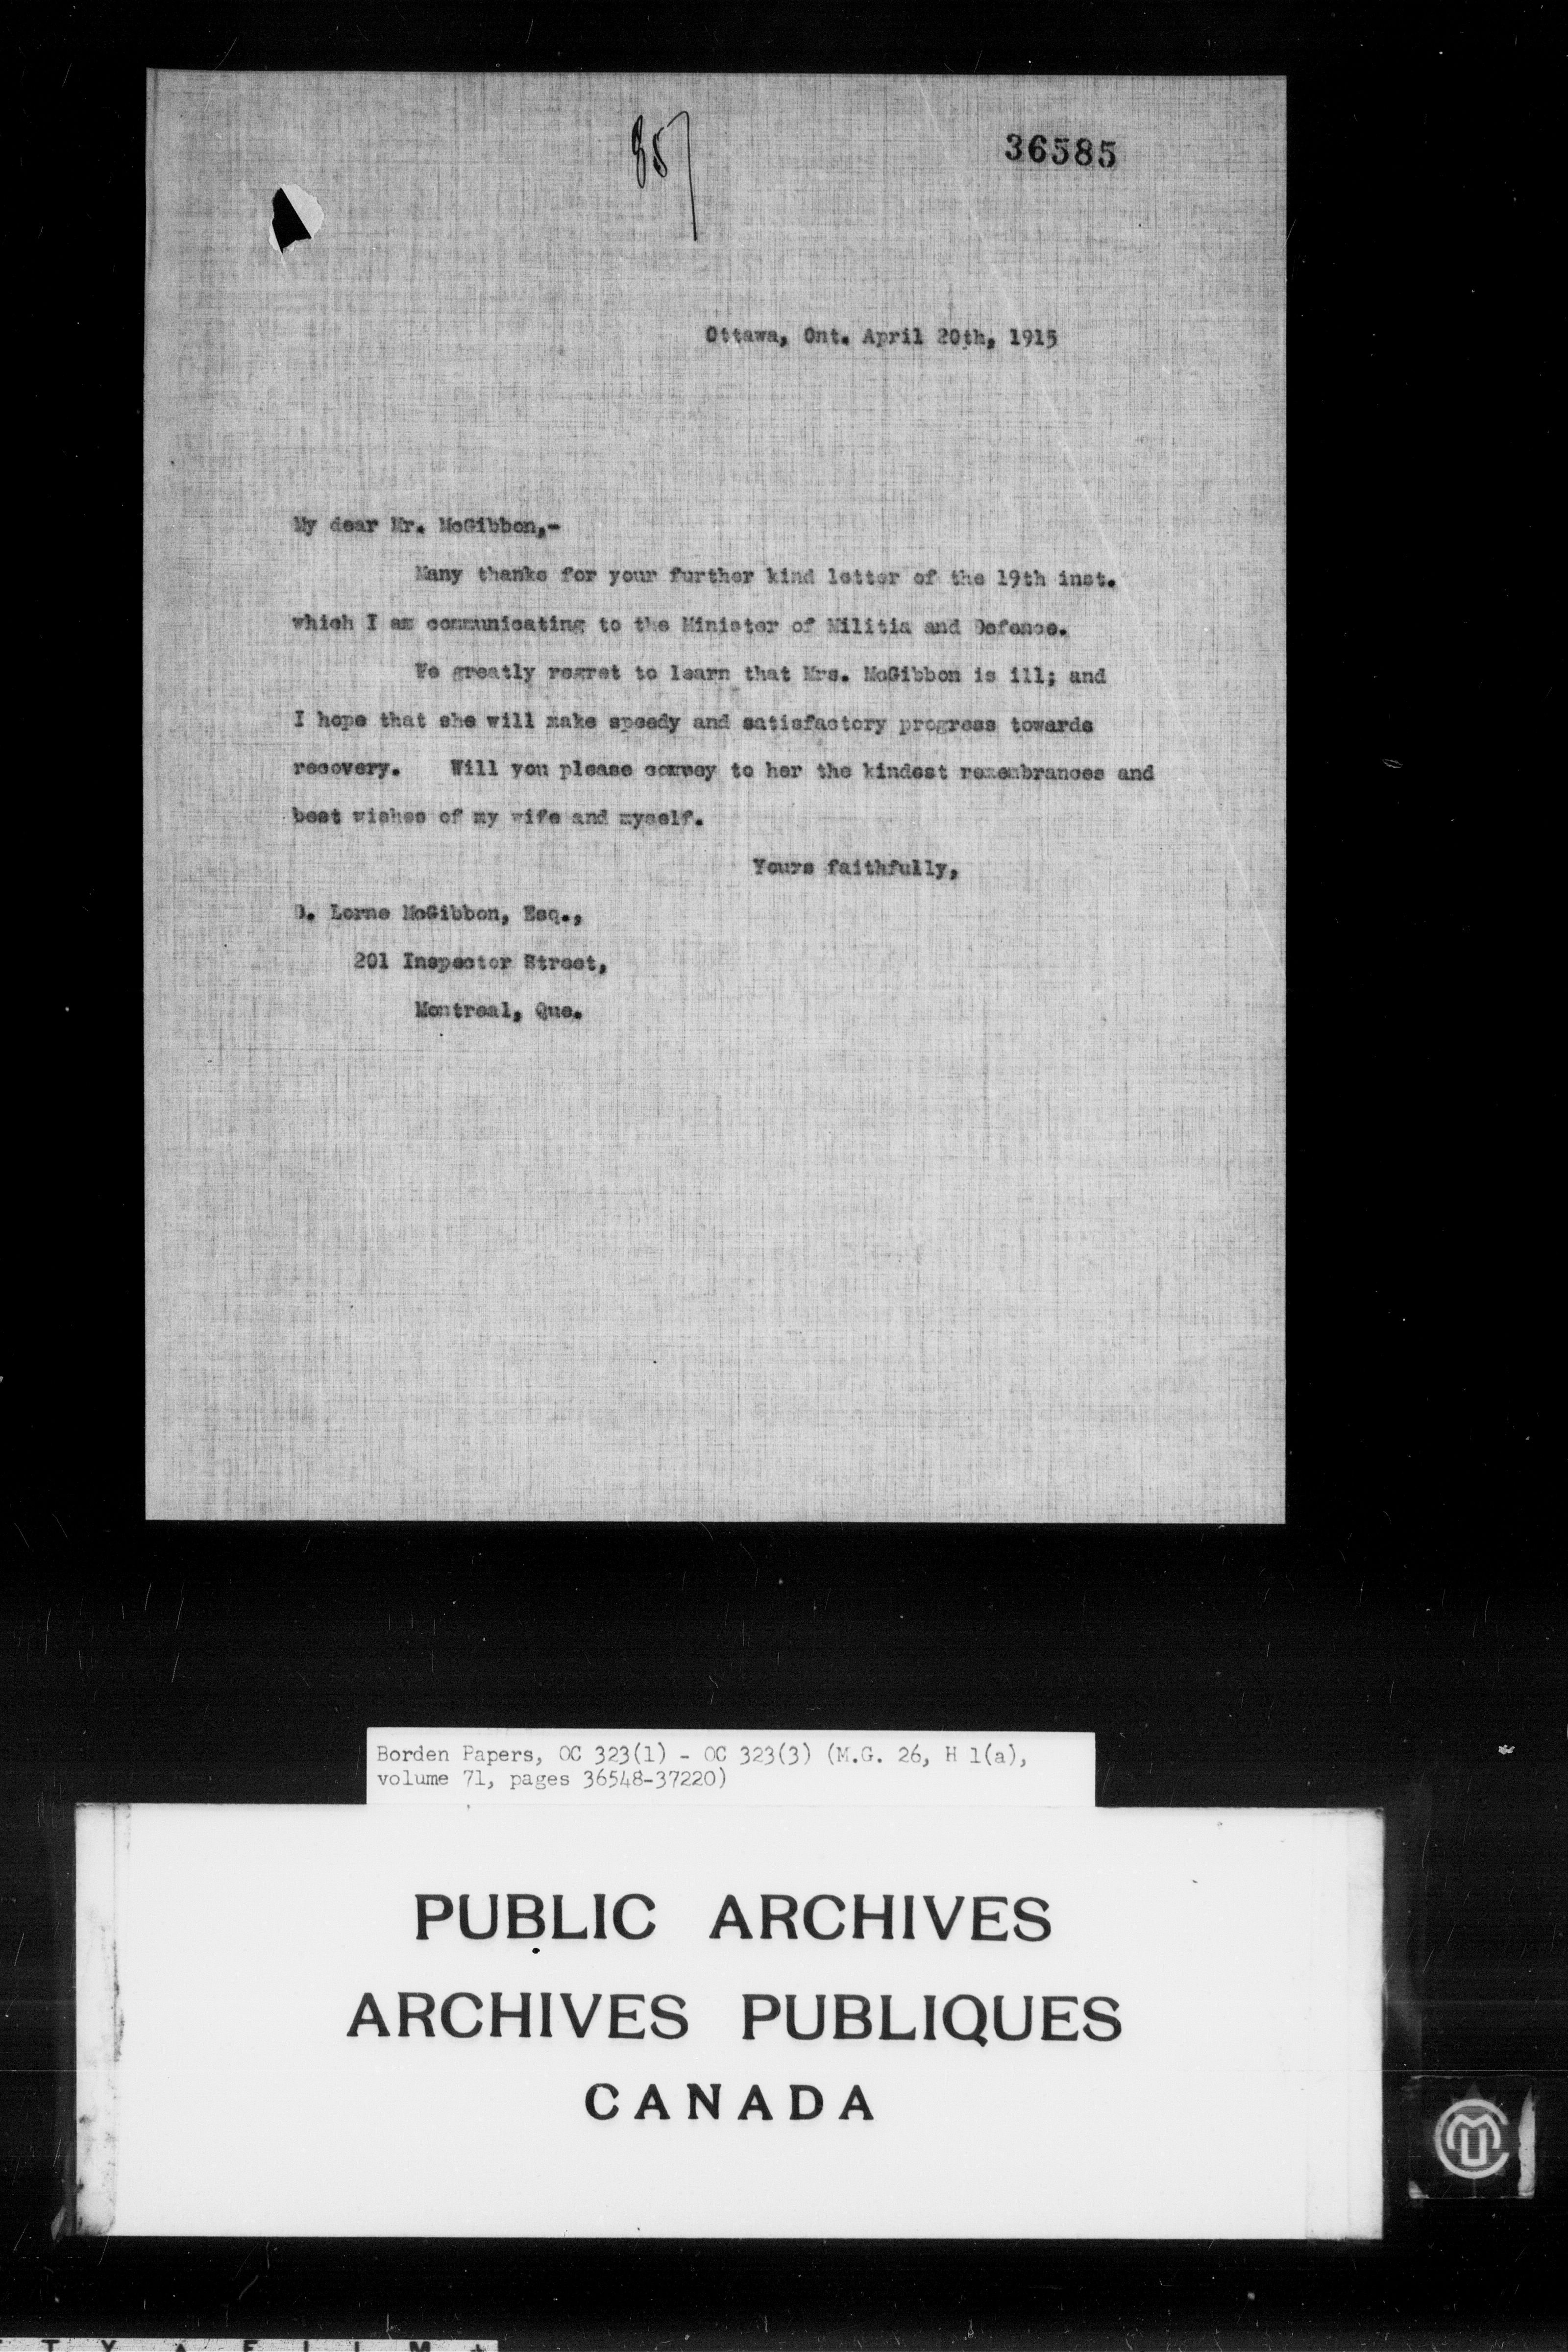 36585
Ottawa, Ont. April 20th, 1915
My dear Mr. McGibbon,-
Many thanks for your further kind letter of the 19th inst.
which I am communicating to the Minister of Militia and Defence.
We greatly regret to learn that Mrs. McGibbon is ill; and
I hope that she will make speedy and satisfactory progress towards
recovery. Will you please convey to her the kindest remembrances and
best wishes of my wife and myself.
Yours faithfully,
D. Lorne McGibbon, Esq.,
201 Inspector Street,
Montreal, Que.
Borden Papers, OC 323(1) - OC 323(3) (M.G. 26, H 1(a),
volume 71, pages 36548-37220)
PUBLIC ARCHIVES
ARCHIVES PUBLIQUES
CANADA